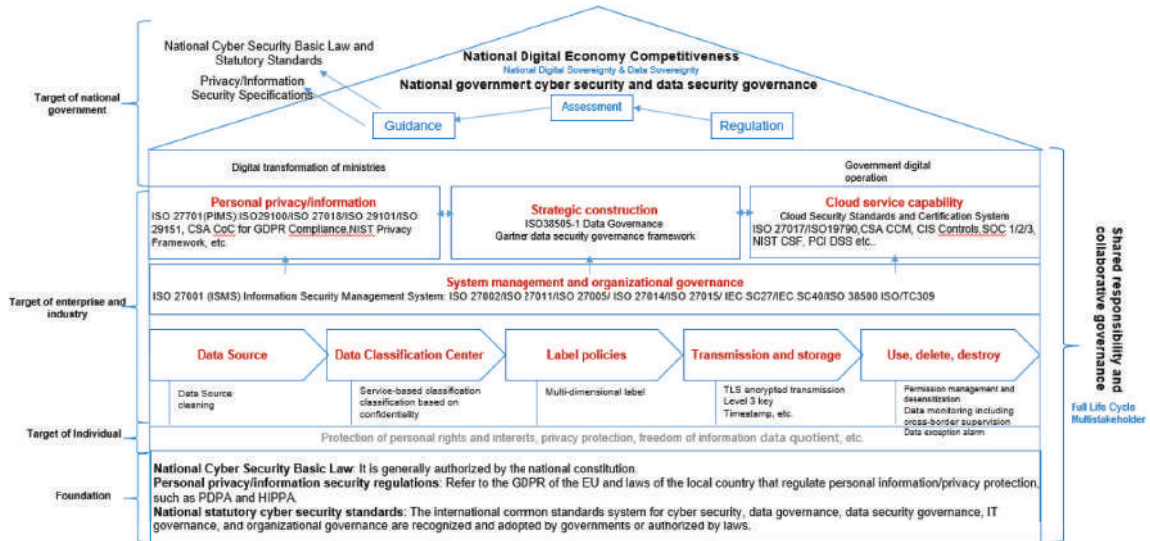 National Cyber Security Basic Law and
Statutory Standards
Privacy/Information
Security Specifications
National Digital Economy Competitiveness
National Digital Sovereignty & Data Sovereignty
National government cyber security and data security governance
Target of national
government
Guidance
Assessment
Regulation
Digital transformation of ministries
Government digital
operation
Personal privacy/information
ISO 27701(PIMS):ISO29100/ISO 27018/ISO 29101/ISO
29151, CSA CoC for GDPR Compliance,NIST Privacy
Framework, etc.
Strategic construction
ISO38505-1 Data Governance
Gartner data security governance framework
Cloud service capability
Cloud Security Standards and Certification System
ISO 27017/ISO19790,CSA CCM, CIS Controls,SOC 1/2/3,
NIST CSF, PCI DSS etc..
Target of enterprise and
industry
System management and organizational governance
ISO 27001 (ISMS) Information Security Management System: ISO 27002/ISO 27011/ISO 27005/ ISO 27014/ISO 27015/ IEC SC27/IEC SC40/ISO 38500 ISO/TC309
Data Source
Data Classification Center
Label policies
Transmission and storage
Use, delete, destroy
Data Source
cleaning
Service-based classification
classification based on
confidentiality
Multi-dimensional label
TLS encrypted transmission
Level 3 key
Timestamp, etc.
Permission management and
desensitization
Data monitoring including
cross-border supervision
Data exception alarm
Shared responsibility and
collaborative governance
Full Life Cycle
Multistakeholder
Target of Individual
Protection of personal rights and intererts, privacy protection, freedom of information data quotient, etc.
Foundation
National Cyber Security Basic Law: It is generally authorized by the national constitution.
Personal privacy/information security regulations: Refer to the GDPR of the EU and laws of the local country that regulate personal information/privacy protection,
such as PDPA and HIPPA.
National statutory cyber security standards: The international common standards system for cyber security, data governance, data security governance, IT
governance, and organizational governance are recognized and adopted by governments or authorized by laws.